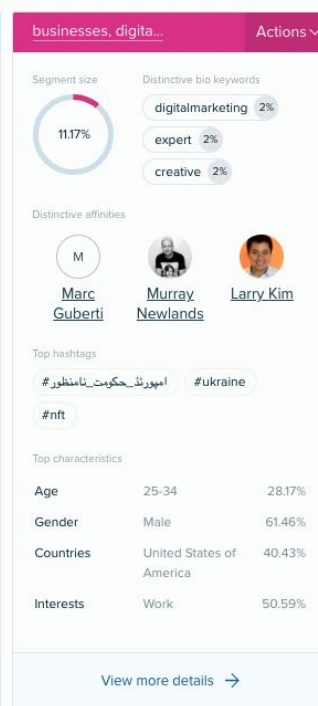 businesses, digita...
Actions
Segment size
Distinctive bio keywords
11.17%
digitalmarketing 2%
expert 2%
creative 2%
Distinctive affinities
M
Marc
Guberti
Murray
Newlands
Larry Kim
Top hashtags
#امپورٹڈ_حکومت_نامنظور
#ukraine
#nft
Top characteristics
Age 25-34 28.17%
Gender Male 61.46%
Countries United States of 40.43%
America
Interests Work 50.59%
View more details